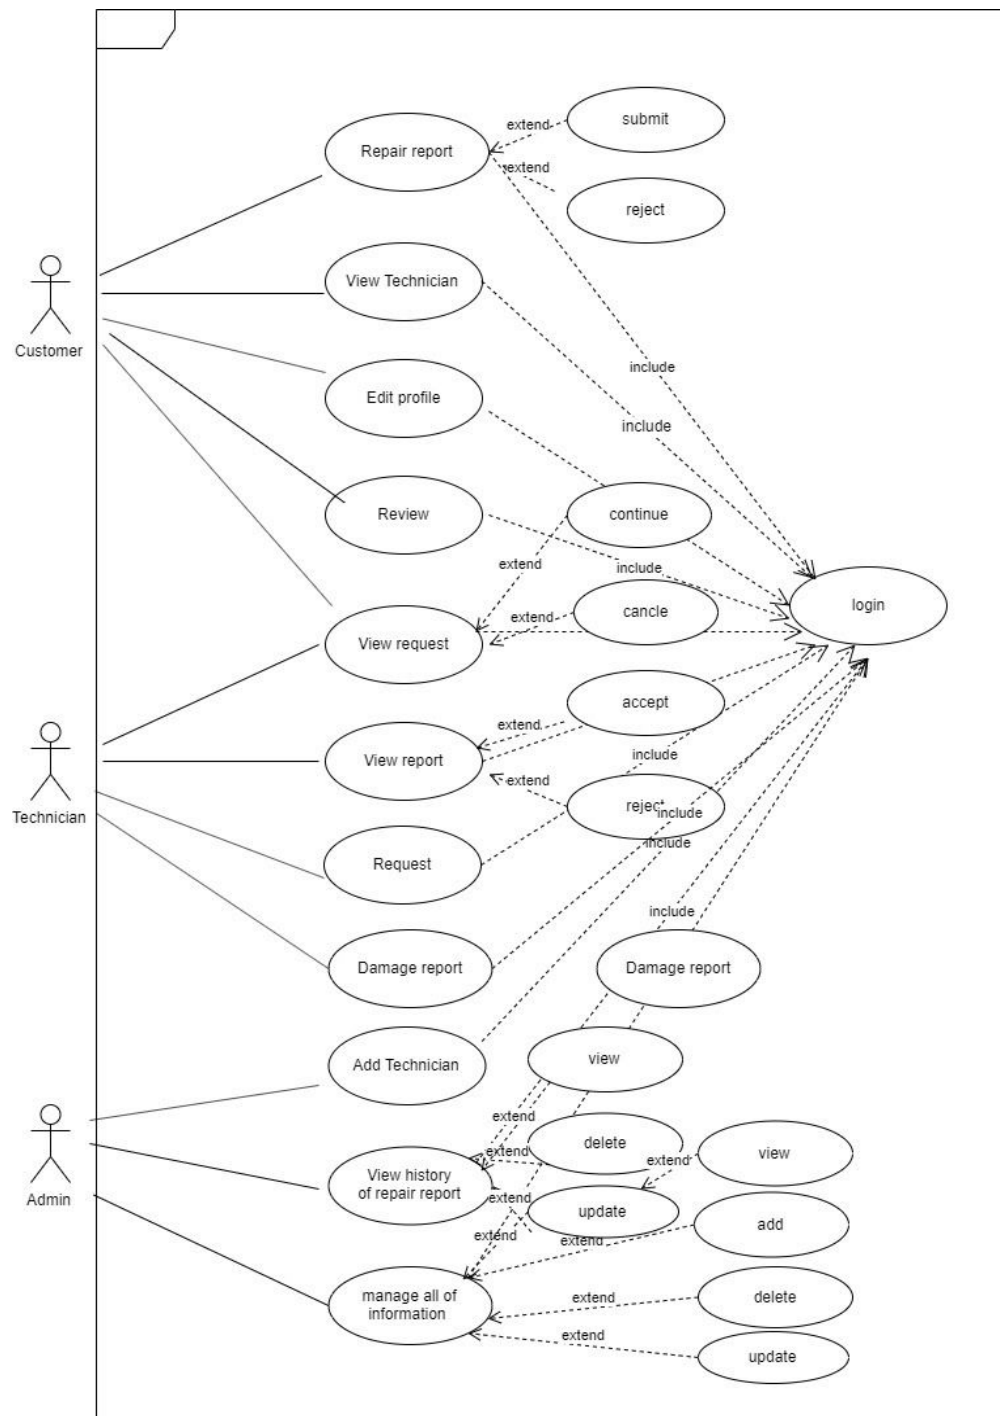 submit
extend
Repair report
extend
reject
View Technician
Customer
include
Edit profile
include
Review
continue
extend
include
login
cancle
extend
View request
accept
extend
Technician
View report
include
extend
reject
include
include
Request
include
Damage report
Damage report
view
Add Technician
extend
Admin
delete
extend
view
extend
View history
of repair report
extend
update
add
extend
extend
manage all of
information
extend
delete
extend
update